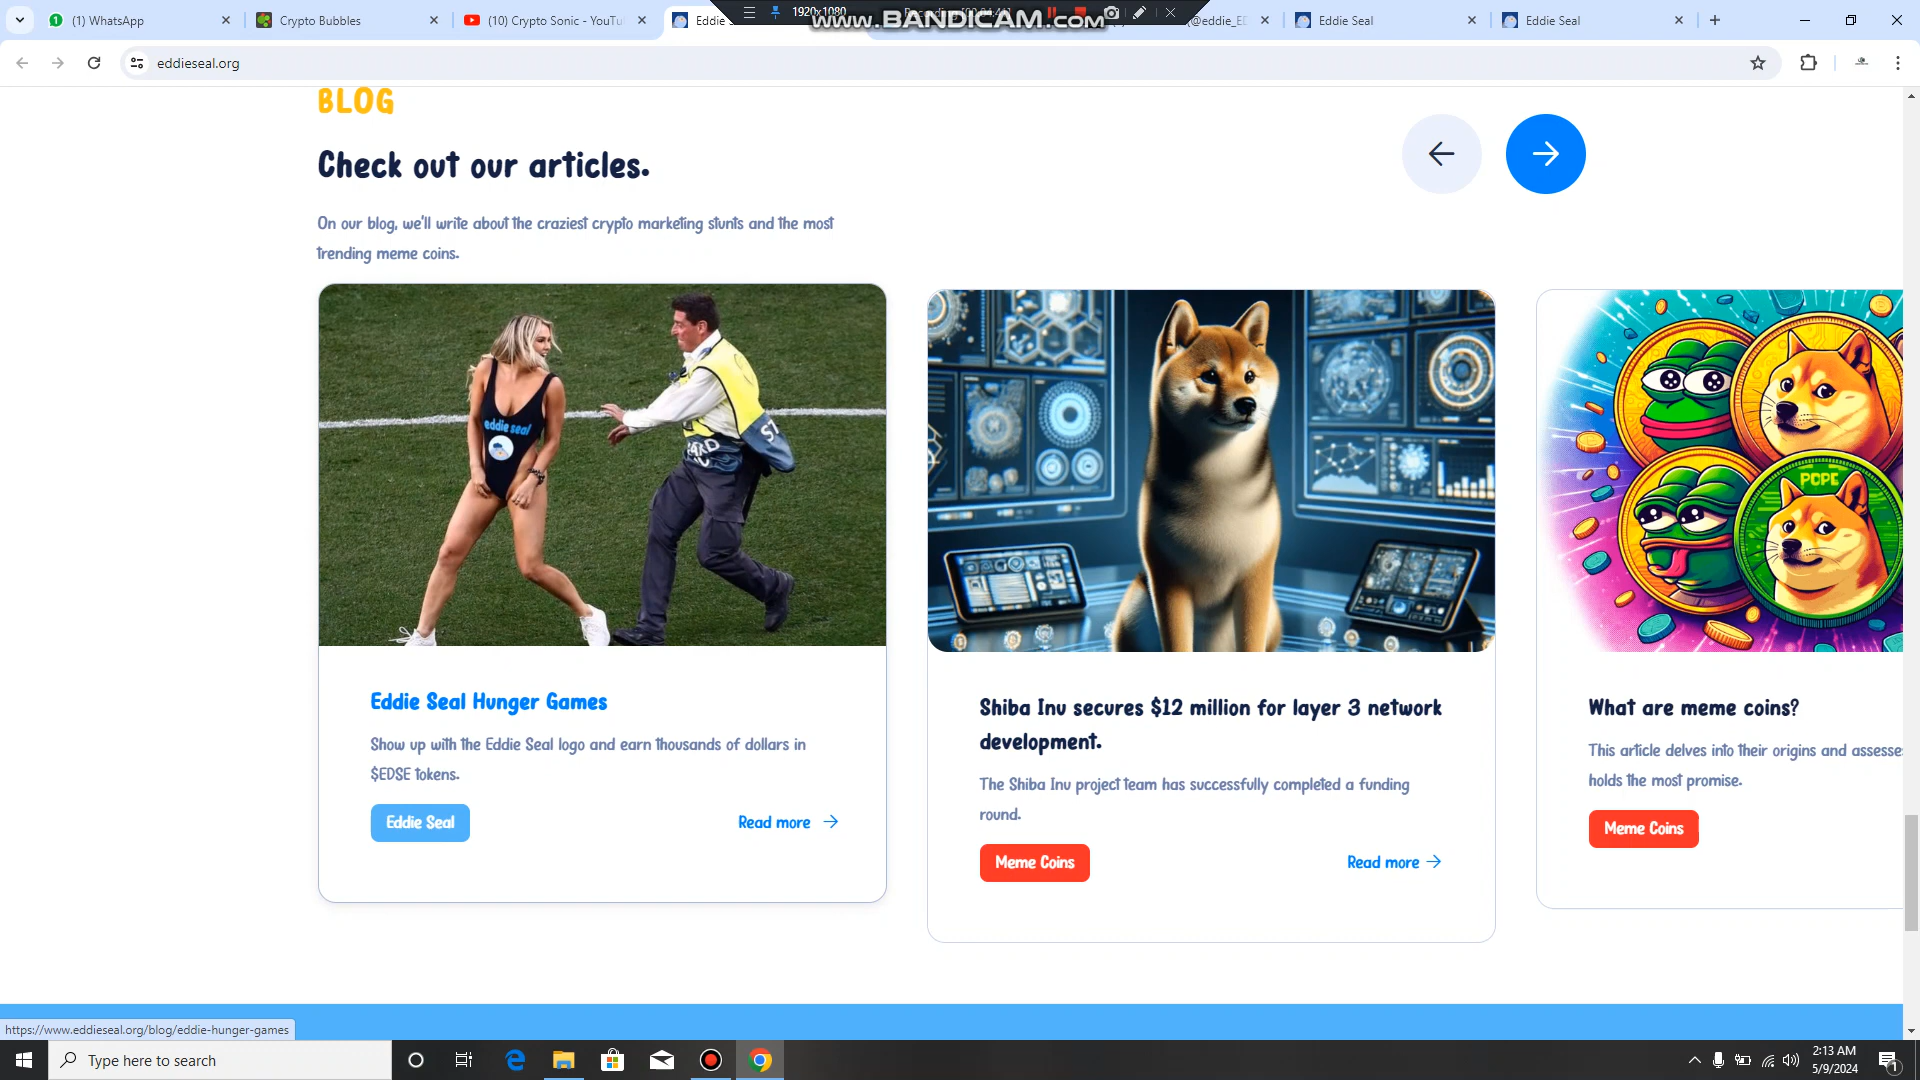 (1) WhatsApp
Crypto Bubbles
(10) Crypto Sonic - YouTu
Eddie
1920x1080
www.BANDICAM.com
(@eddie_ED
Eddie Seal
Eddie Seal
eddieseal.org
BLOG
Check out our articles.
On our blog, we'll write about the craziest crypto marketing stunts and the most
trending meme coins.
eddie seal
ST
POPE
Eddie Seal Hunger Games
Show up with the Eddie Seal logo and earn thousands of dollars in
$EDSE tokens.
Eddie Seal
Read more
Shiba Inu secures $12 million for layer 3 network
development.
The Shiba Inu project team has successfully completed a funding
round.
Meme Coins
Read more
What are meme coins?
This article delves into their origins and assesse
holds the most promise.
Meme Coins
https://www.eddieseal.org/blog/eddie-hunger-games
Type here to search
2:13 AM
5/9/2024
1